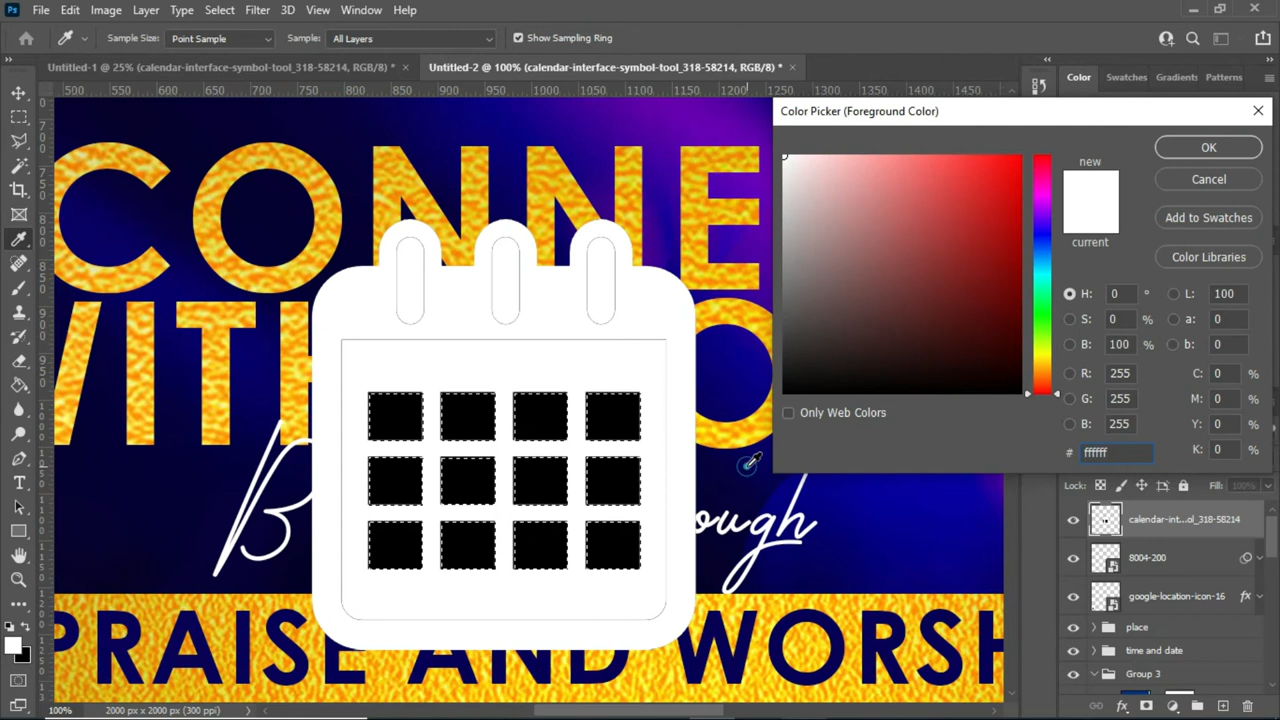 Ps File Edit Image Layer Type Select Filter 3D View Window Help
Sample Size: Point Sample Sample: All Layers Show Sampling Ring
Untitled-1 @ 25% (calendar-interface-symbol-tool_318-58214, RGB/8) * × Untitled-2 @ 100% (calendar-interface-symbol-tool_318-58214, RGB/8) * ×
Color Swatches Gradients Patterns
500 600 650 700 750 800 850 900 950 1000 1050 1100 1150 1200 1250 1300 1350 1400 1450
Color Picker (Foreground Color)
OK
new
Cancel
Add to Swatches
current
Color Libraries
H: 0 ° L: 100
S: 0 % a: 0
B: 100 % b: 0
R: 255 C: 0 %
G: 255 M: 0 %
Only Web Colors
B: 255 Y: 0 %
# ffffff K: 0 %
CONNE
WITH O
B ough
PRAISE AND WORSH
Lock: Fill: 100%
calendar-int...ol_318-58214
8004-200
google-location-icon-16 fx
place
time and date
Group 3
100% 2000 px x 2000 px (300 ppi)